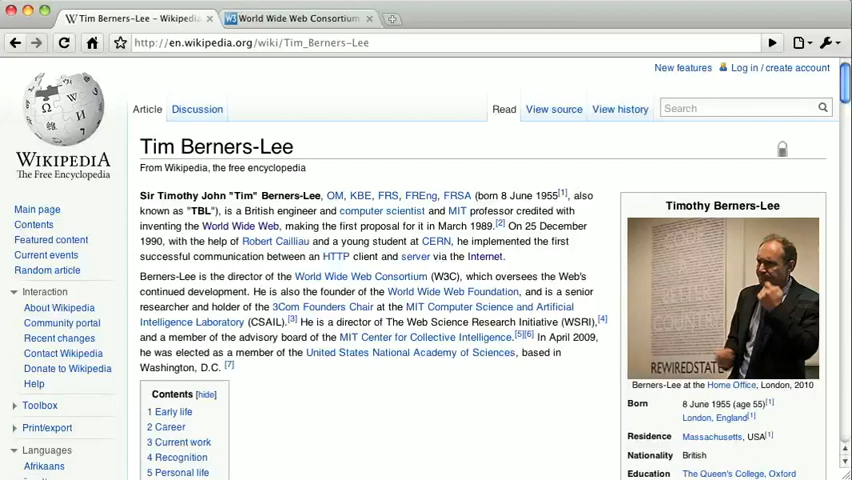 Tim Berners-Lee – Wikipedia
World Wide Web Consortium
http://en.wikipedia.org/wiki/Tim_Berners-Lee
New features Log in / create account
Article Discussion Read View source View history Search
WIKIPEDIA
The Free Encyclopedia
Main page
Contents
Featured content
Current events
Random article
Interaction
About Wikipedia
Community portal
Recent changes
Contact Wikipedia
Donate to Wikipedia
Help
Toolbox
Print/export
Languages
Afrikaans
Tim Berners-Lee
From Wikipedia, the free encyclopedia
Sir Timothy John "Tim" Berners-Lee, OM, KBE, FRS, FREng, FRSA (born 8 June 1955[1], also
known as "TBL"), is a British engineer and computer scientist and MIT professor credited with
inventing the World Wide Web, making the first proposal for it in March 1989.[2] On 25 December
1990, with the help of Robert Cailliau and a young student at CERN, he implemented the first
successful communication between an HTTP client and server via the Internet.
Berners-Lee is the director of the World Wide Web Consortium (W3C), which oversees the Web's
continued development. He is also the founder of the World Wide Web Foundation, and is a senior
researcher and holder of the 3Com Founders Chair at the MIT Computer Science and Artificial
Intelligence Laboratory (CSAIL).[3] He is a director of The Web Science Research Initiative (WSRI),[4]
and a member of the advisory board of the MIT Center for Collective Intelligence.[5][6] In April 2009,
he was elected as a member of the United States National Academy of Sciences, based in
Washington, D.C. [7]
Contents [hide]
1 Early life
2 Career
3 Current work
4 Recognition
5 Personal life
Timothy Berners-Lee
REWIREDSTATE
Berners-Lee at the Home Office, London, 2010
Born 8 June 1955 (age 55)[1]
London, England[1]
Residence Massachusetts, USA[1]
Nationality British
Education The Queen's College, Oxford